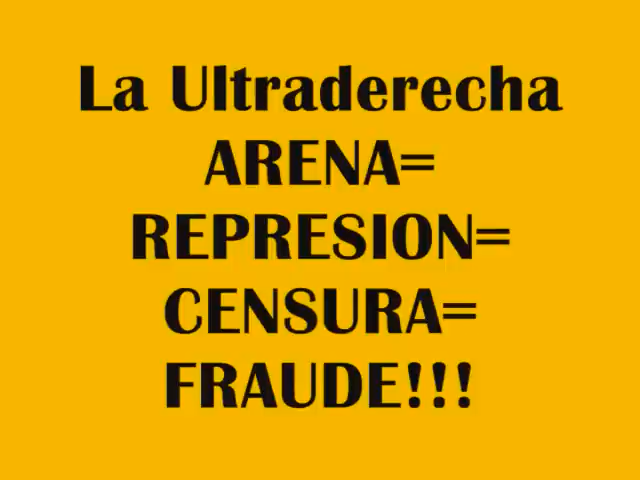 La Ultraderecha
ARENA=
REPRESION=
CENSURA=
FRAUDE!!!